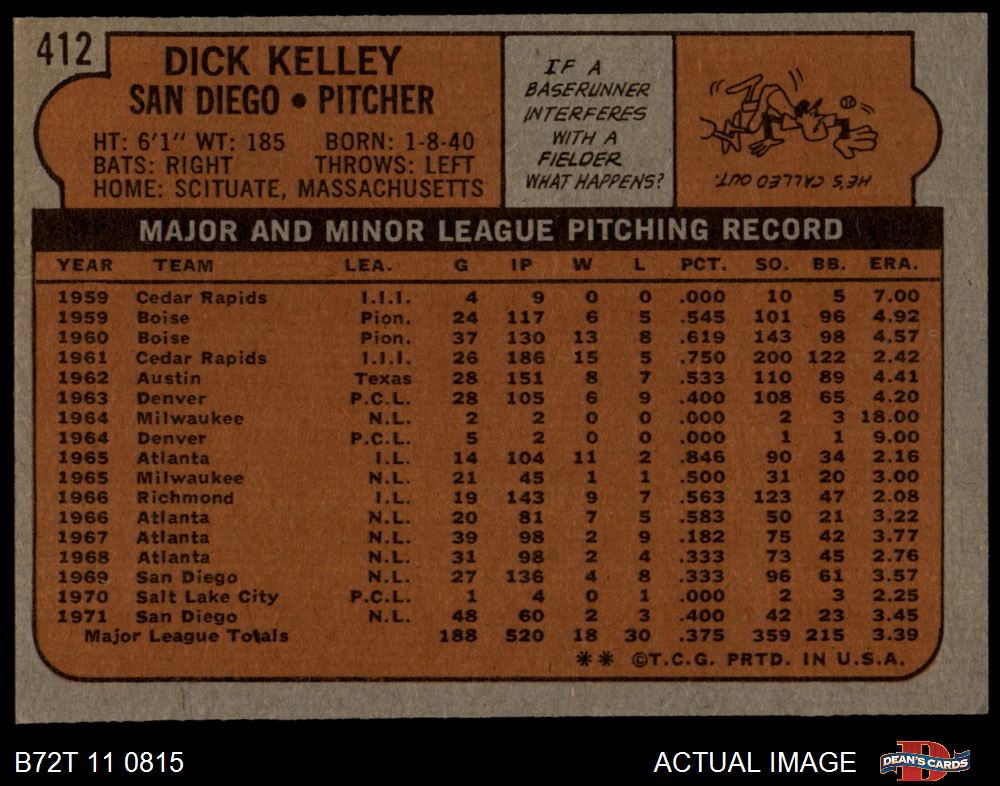 412
DICK KELLEY
SAN DIEGO • PITCHER
HT: 6'1" WT: 185 BORN: 1-8-40
BATS: RIGHT THROWS: LEFT
HOME: SCITUATE, MASSACHUSETTS
IF A
BASERUNNER
INTERFERES
WITH A
FIELDER
WHAT HAPPENS?
HE'S CALLED OUT.
MAJOR AND MINOR LEAGUE PITCHING RECORD
YEAR TEAM LEA. G IP W L PCT. SO. BB. ERA.
1959 Cedar Rapids I.I.I. 4 9 0 0 .000 10 5 7.00
1959 Boise Pion. 24 117 6 5 .545 101 96 4.92
1960 Boise Pion. 37 130 13 8 .619 143 98 4.57
1961 Cedar Rapids I.I.I. 26 186 15 5 .750 200 122 2.42
1962 Austin Texas 28 151 8 7 .533 110 89 4.41
1963 Denver P.C.L. 28 105 6 9 .400 108 65 4.20
1964 Milwaukee N.L. 2 2 0 0 .000 2 3 18.00
1964 Denver P.C.L. 5 2 0 0 .000 1 1 9.00
1965 Atlanta I.L. 14 104 11 2 .846 90 34 2.16
1965 Milwaukee N.L. 21 45 1 1 .500 31 20 3.00
1966 Richmond I.L. 19 143 9 7 .563 123 47 2.08
1966 Atlanta N.L. 20 81 7 5 .583 50 21 3.22
1967 Atlanta N.L. 39 98 2 9 .182 75 42 3.77
1968 Atlanta N.L. 31 98 2 4 .333 73 45 2.76
1969 San Diego N.L. 27 136 4 8 .333 96 61 3.57
1970 Salt Lake City P.C.L. 1 4 0 1 .000 2 3 2.25
1971 San Diego N.L. 48 60 2 3 .400 42 23 3.45
Major League Totals 188 520 18 30 .375 359 215 3.39
** ©T.C.G. PRTD. IN U.S.A.
B72T 11 0815
ACTUAL IMAGE
D
DEAN'S CARDS